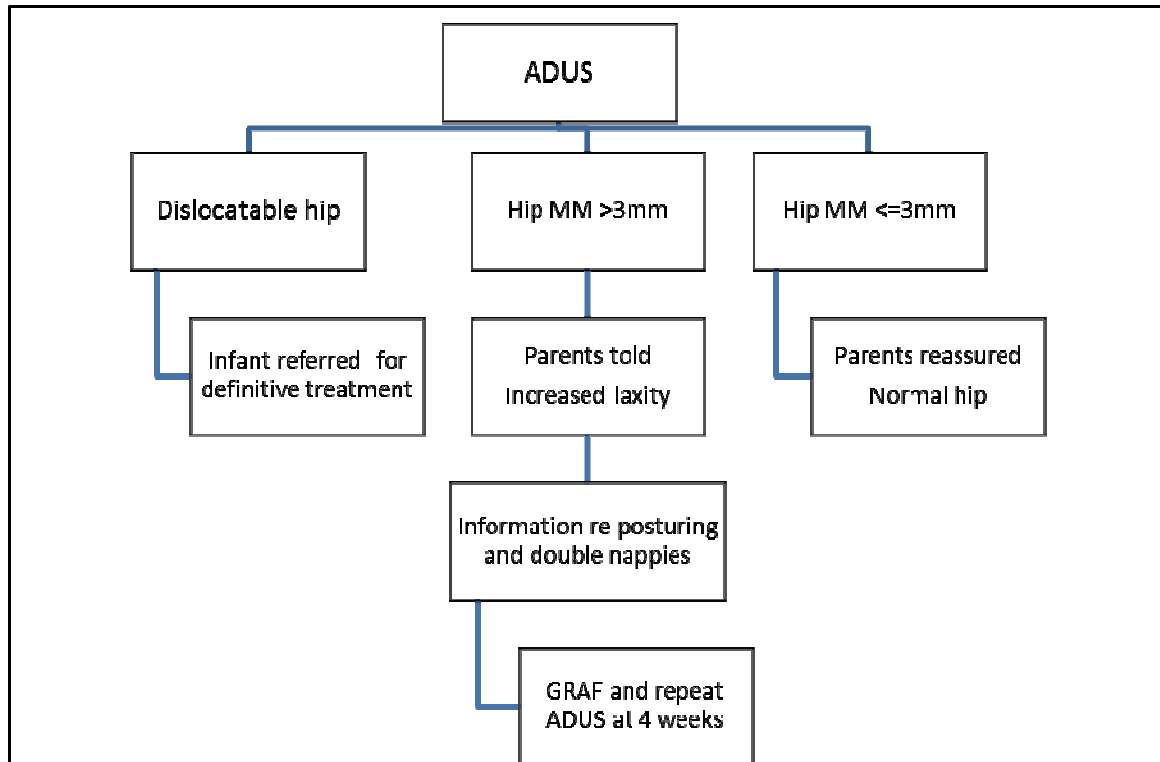 ADUS
Dislocatable hip
Hip MM >3mm
Hip MM <=3mm
Infant referred for
definitive treatment
Parents told
Increased laxity
Parents reassured
Normal hip
Information re posturing
and double nappies
GRAF and repeat
ADUS at 4 weeks